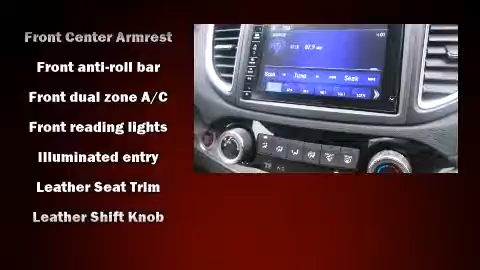 Front Center Armrest
Front anti-roll bar
Front dual zone A/C
Front reading lights
Illuminated entry
Leather Seat Trim
Leather Shift Knob
Scan
Tune
Seek